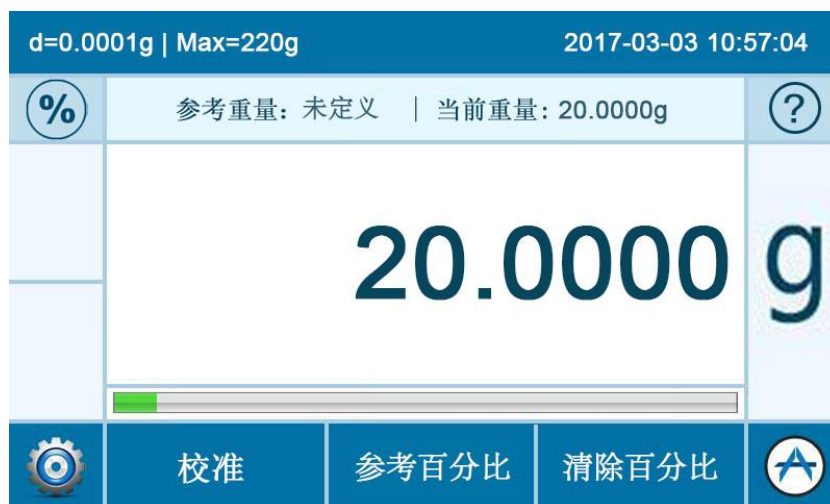 d=0.0001g | Max=220g 2017-03-03 10:57:04
% 参考重量：未定义 | 当前重量：20.0000g ?
20.0000 g
校准 参考百分比 清除百分比